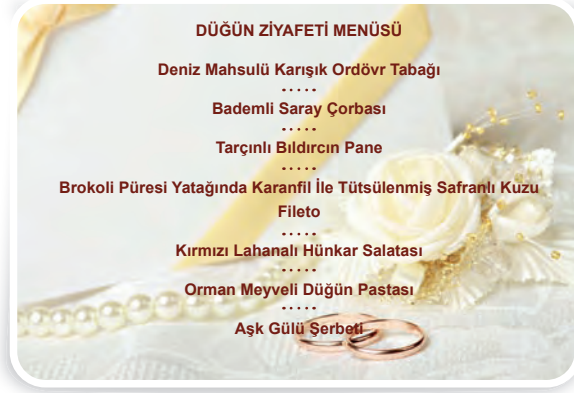 DÜĞÜN ZİYAFETİ MENÜSÜ
Deniz Mahsulü Karışık Ordövr Tabağı
.....
Bademli Saray Çorbası
.....
Tarçınlı Bıldırcın Pane
.....
Brokoli Püresi Yatağında Karanfil İle Tütsülenmiş Safranlı Kuzu
Fileto
.....
Kırmızı Lahanalı Hünkar Salatası
.....
Orman Meyveli Düğün Pastası
.....
Aşk Gülü Şerbeti